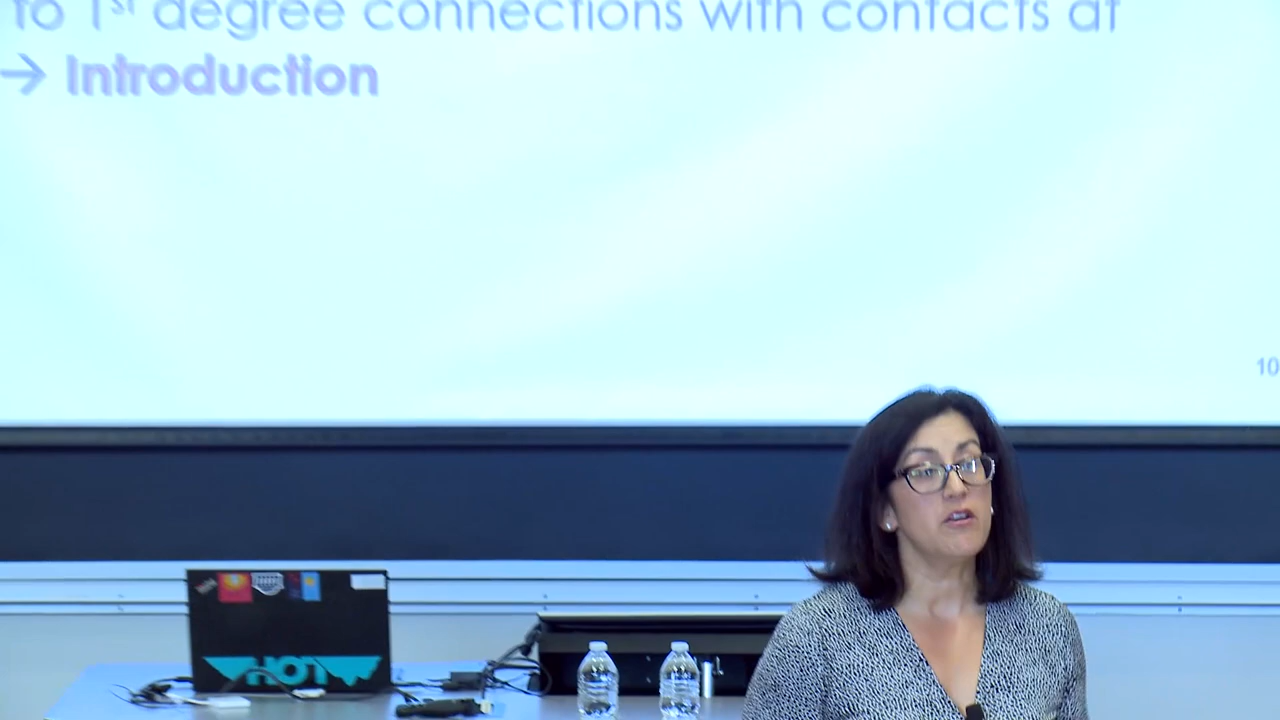 to 1st degree connections with contacts at
→ Introduction
10
HOT